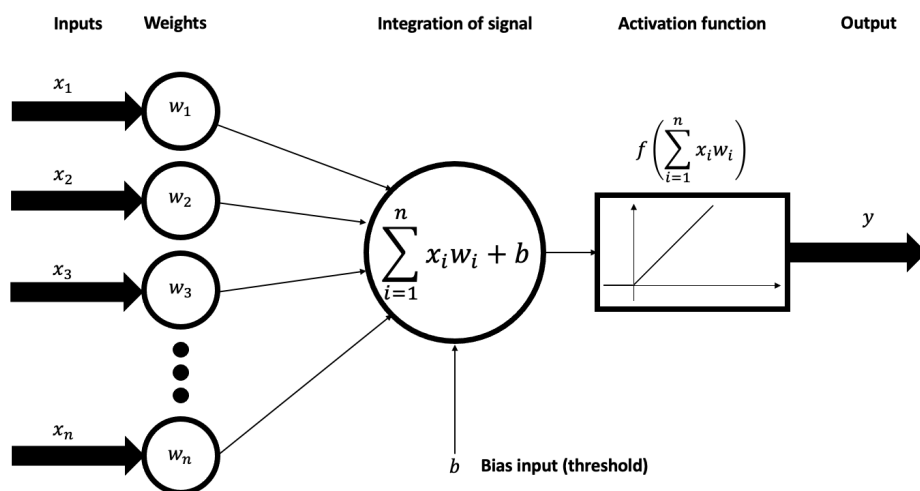 Inputs Weights Integration of signal Activation function Output
x₁
w₁
x₂
w₂
x₃
w₃
xₙ
wₙ
n
∑ xᵢwᵢ + b
i=1
f(∑ⁿᵢ₌₁ xᵢwᵢ)
y
b Bias input (threshold)